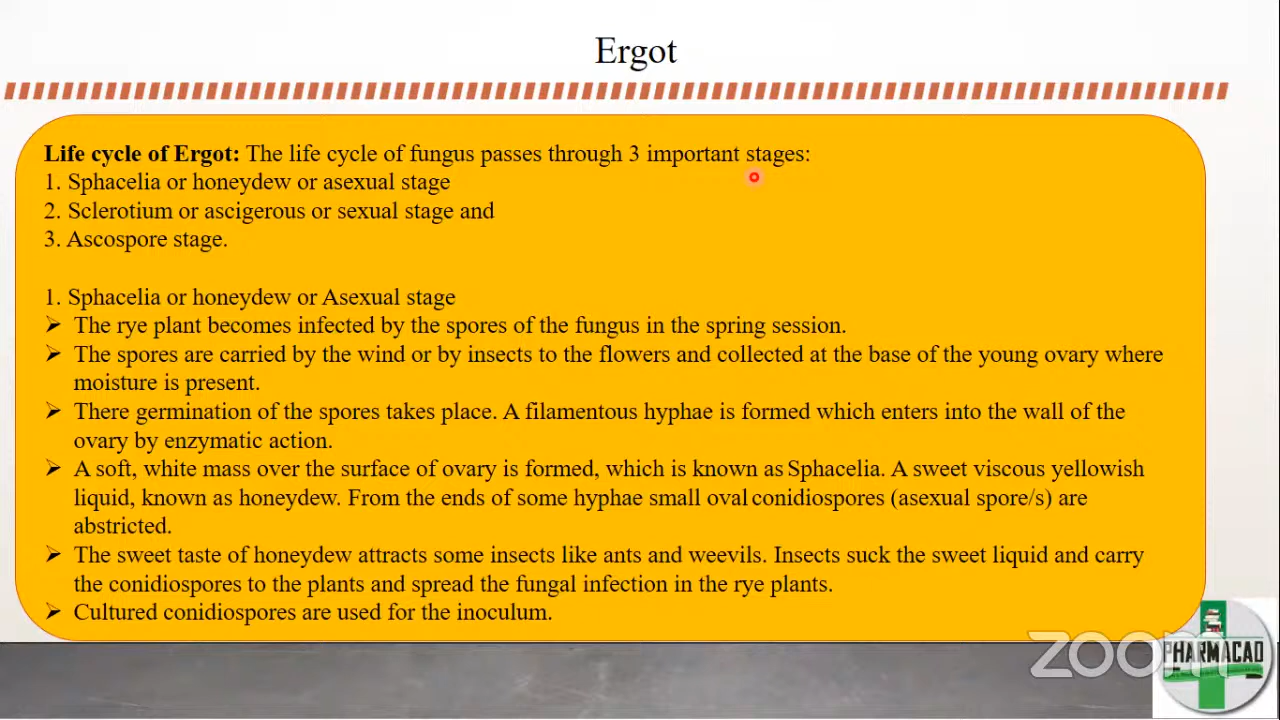 Ergot
Life cycle of Ergot: The life cycle of fungus passes through 3 important stages:
1. Sphacelia or honeydew or asexual stage
2. Sclerotium or ascigerous or sexual stage and
3. Ascospore stage.
1. Sphacelia or honeydew or Asexual stage
➢ The rye plant becomes infected by the spores of the fungus in the spring session.
➢ The spores are carried by the wind or by insects to the flowers and collected at the base of the young ovary where
moisture is present.
➢ There germination of the spores takes place. A filamentous hyphae is formed which enters into the wall of the
ovary by enzymatic action.
➢ A soft, white mass over the surface of ovary is formed, which is known as Sphacelia. A sweet viscous yellowish
liquid, known as honeydew. From the ends of some hyphae small oval conidiospores (asexual spore/s) are
abstricted.
➢ The sweet taste of honeydew attracts some insects like ants and weevils. Insects suck the sweet liquid and carry
the conidiospores to the plants and spread the fungal infection in the rye plants.
➢ Cultured conidiospores are used for the inoculum.
zoom
PHARMACAD